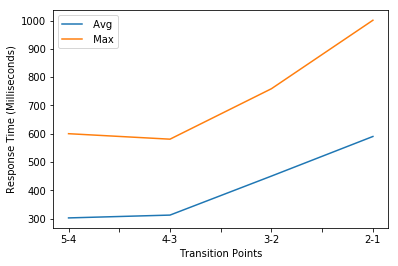 Avg
Max
1000
900
800
700
600
500
400
300
Response Time (Milliseconds)
5-4 4-3 3-2 2-1
Transition Points